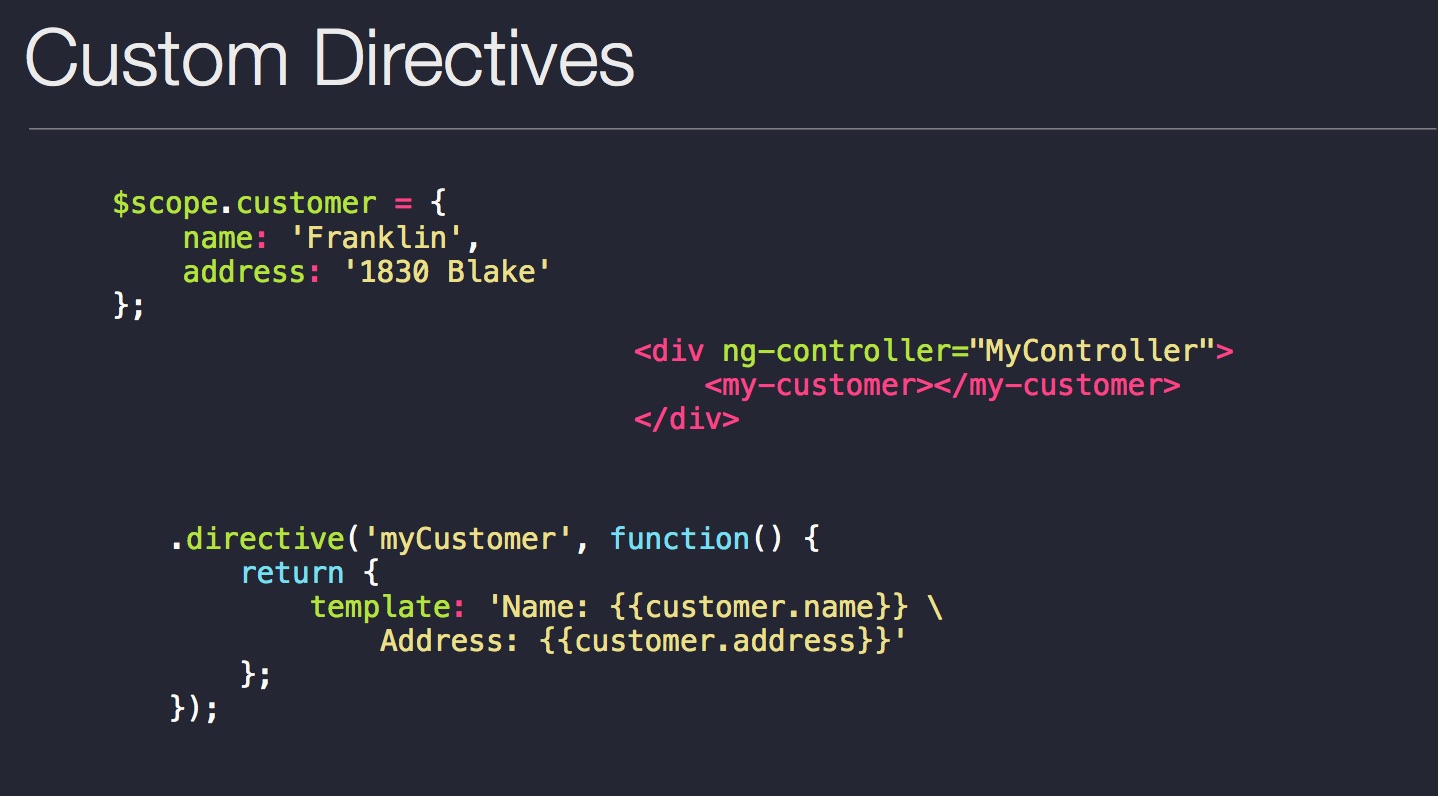 Custom Directives
$scope.customer = {
    name: 'Franklin',
    address: '1830 Blake'
};
<div ng-controller="MyController">
    <my-customer></my-customer>
</div>
.directive('myCustomer', function() {
    return {
        template: 'Name: {{customer.name}} \
            Address: {{customer.address}}'
    };
});